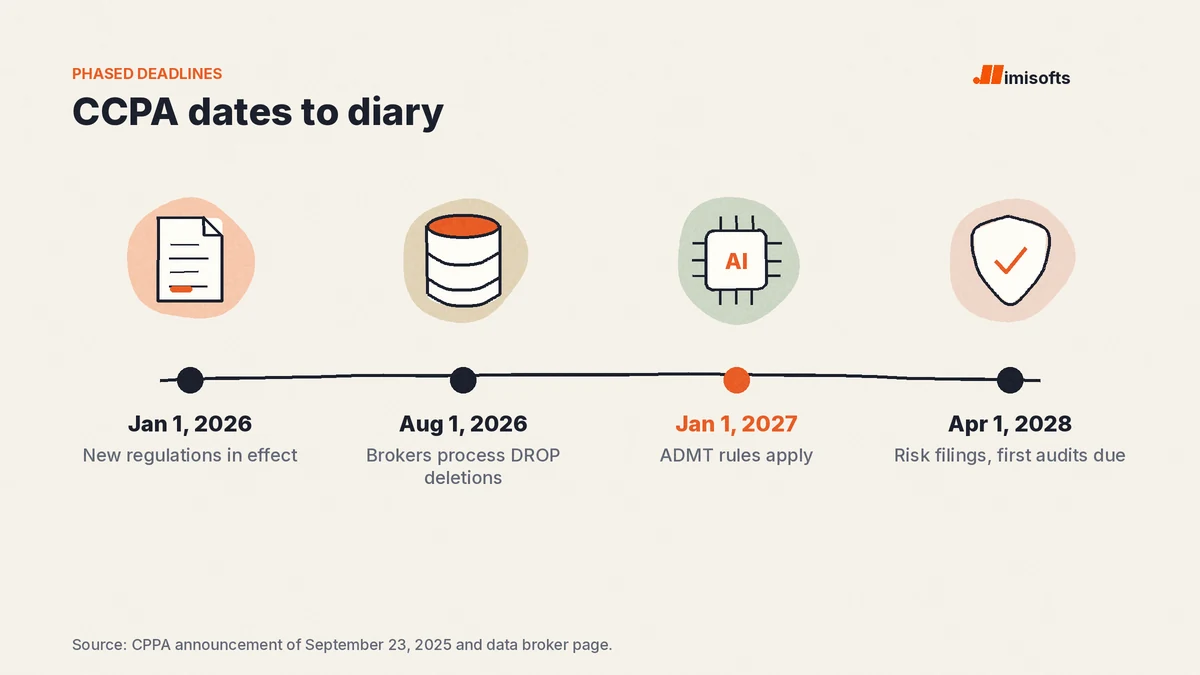 PHASED DEADLINES
CCPA dates to diary
imisofts
AI
Jan 1, 2026
New regulations in effect
Aug 1, 2026
Brokers process DROP
deletions
Jan 1, 2027
ADMT rules apply
Apr 1, 2028
Risk filings, first audits due
Source: CPPA announcement of September 23, 2025 and data broker page.